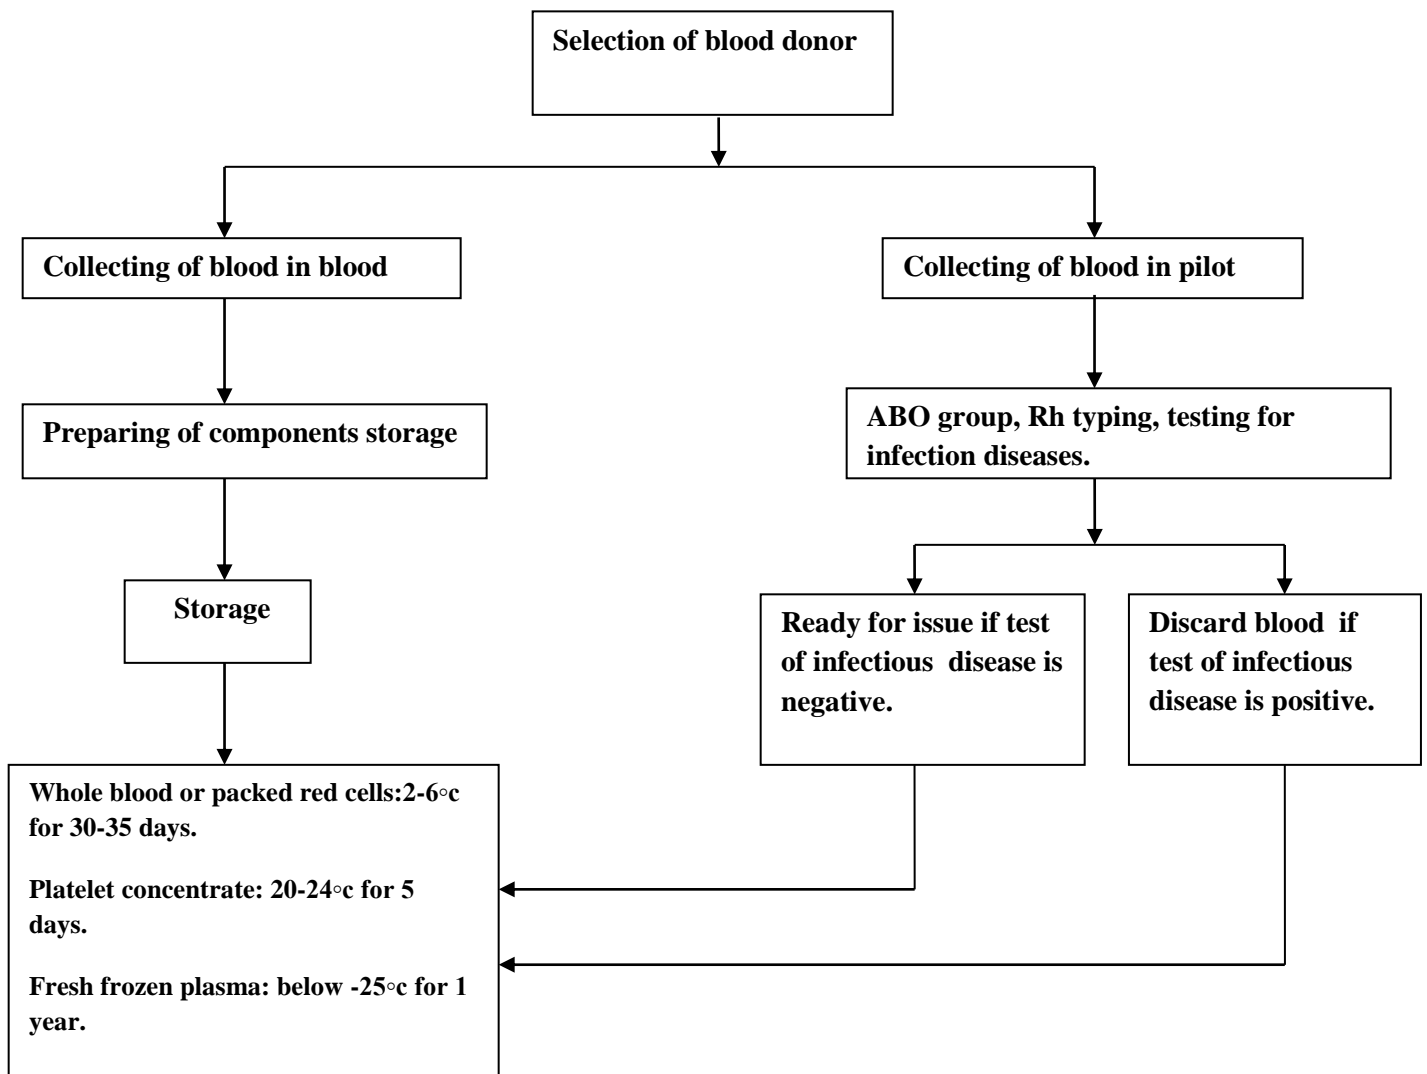 Selection of blood donor
Collecting of blood in blood
Collecting of blood in pilot
Preparing of components storage
ABO group, Rh typing, testing for
infection diseases.
Storage
Ready for issue if test
of infectious  disease is
negative.
Discard blood  if
test of infectious
disease is positive.
Whole blood or packed red cells:2-6◦c
for 30-35 days.
Platelet concentrate: 20-24◦c for 5
days.
Fresh frozen plasma: below -25◦c for 1
year.